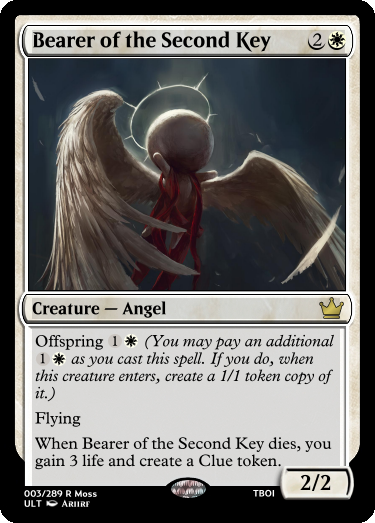 Bearer of the Second Key 2
Creature — Angel
Offspring 1 (You may pay an additional
1 as you cast this spell. If you do, when
this creature enters, create a 1/1 token copy of
it.)
Flying
When Bearer of the Second Key dies, you
gain 3 life and create a Clue token.
2/2
003/289 R Moss TBOI
ULT Ariirf